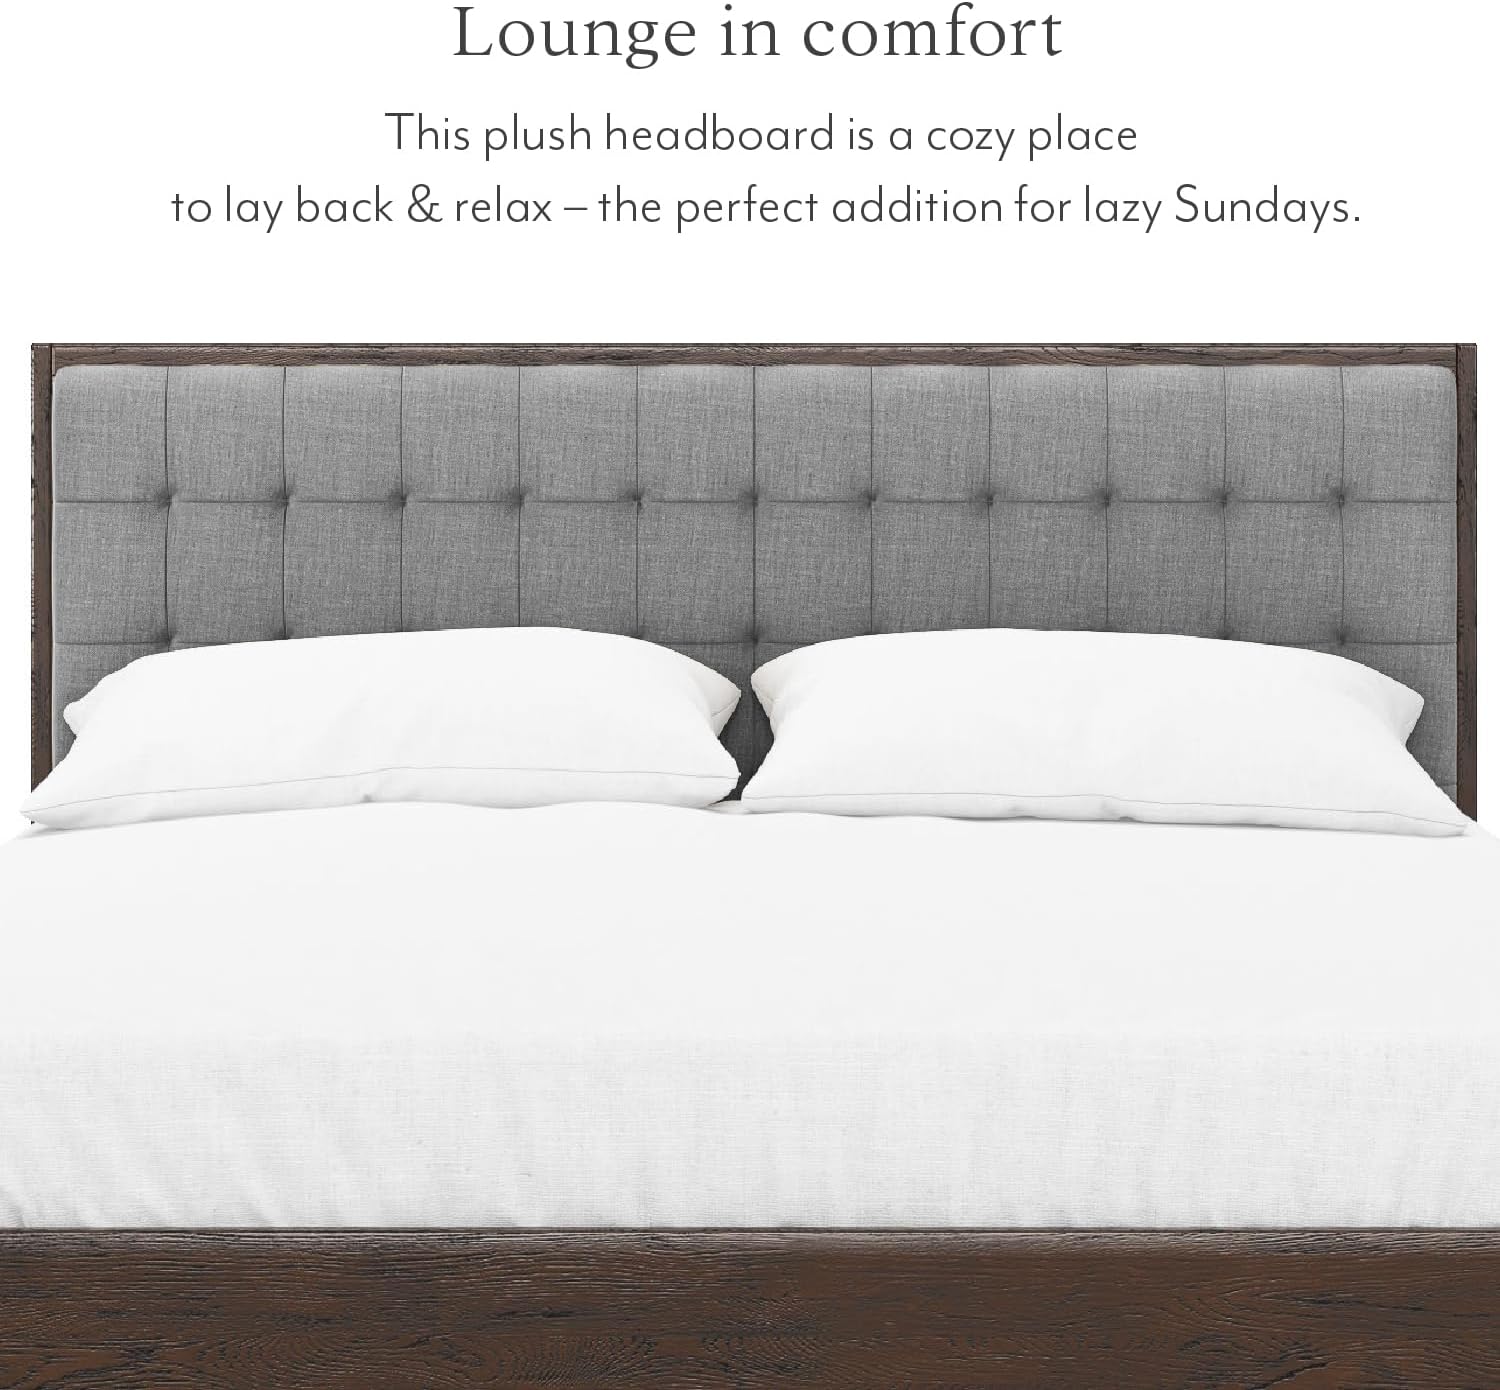 Lounge in comfort
This plush headboard is a cozy place
to lay back & relax – the perfect addition for lazy Sundays.